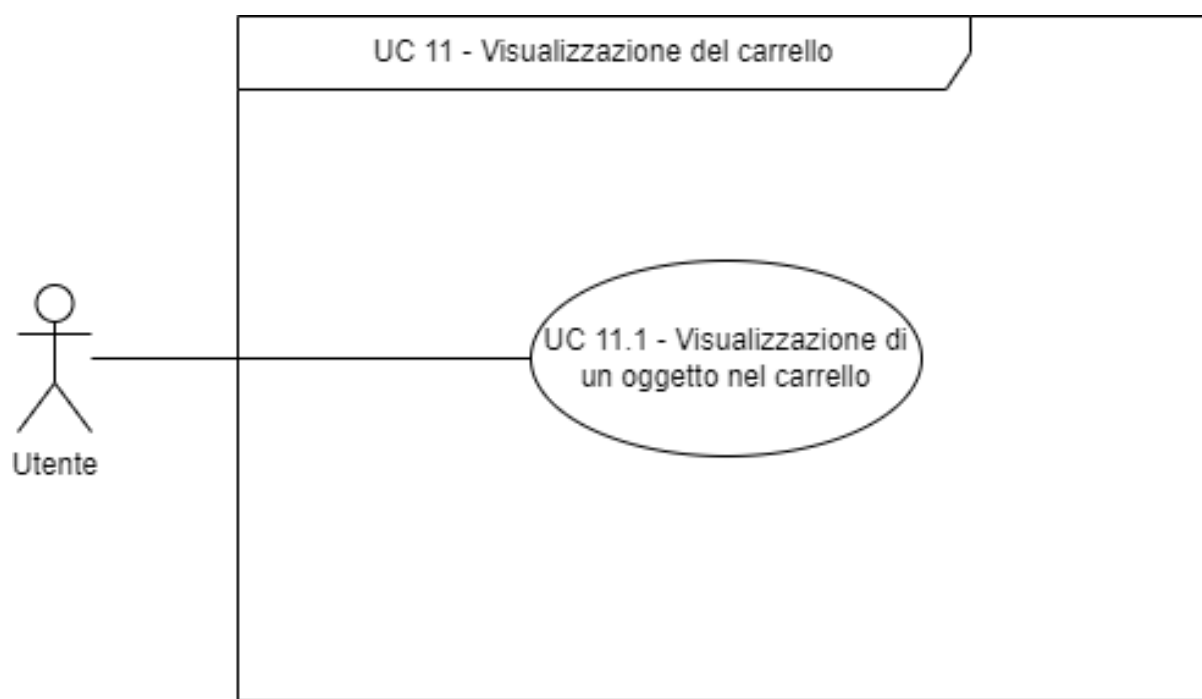 UC 11 - Visualizzazione del carrello
UC 11.1 - Visualizzazione di
un oggetto nel carrello
Utente